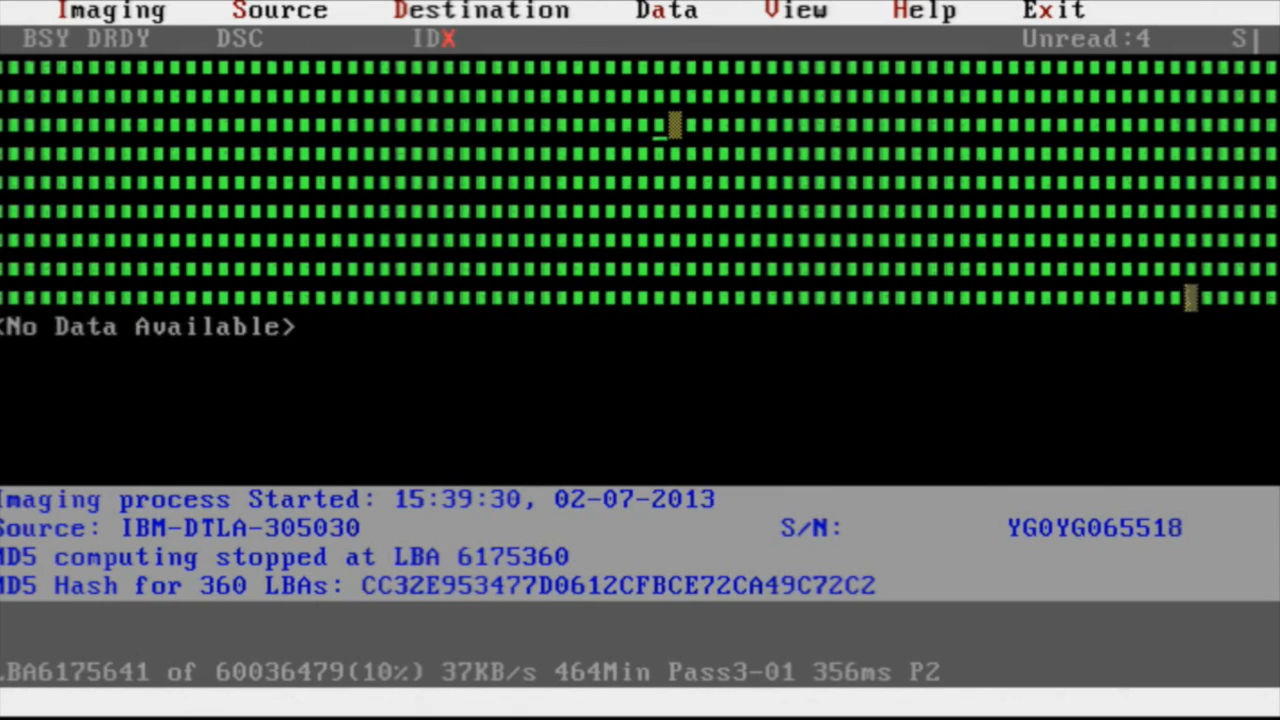 Imaging Source Destination Data View Help Exit
BSY DRDY DSC IDX Unread:4 S|
<No Data Available>
Imaging process Started: 15:39:30, 02-07-2013
Source: IBM-DTLA-305030 S/N: YG0YG065518
MD5 computing stopped at LBA 6175360
MD5 Hash for 360 LBAs: CC32E953477D0612CFBCE72CA49C72C2
LBA6175641 of 60036479(10%) 37KB/s 464Min Pass3-01 356ms P2